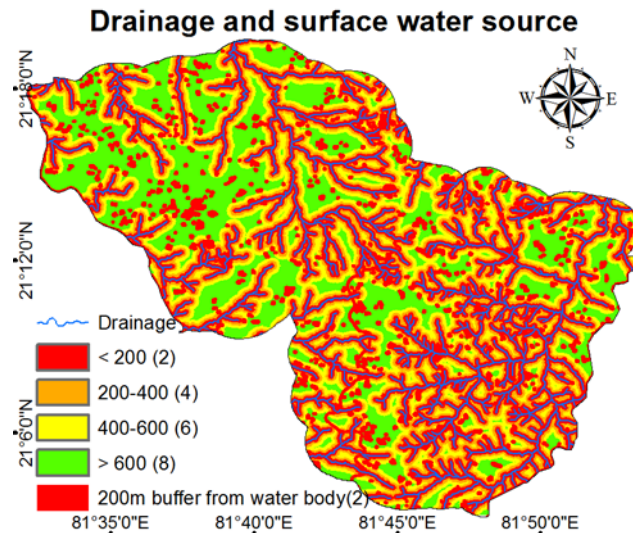 Drainage and surface water source
N
W E
S
21°18'0"N
21°12'0"N
21°6'0"N
Drainage
< 200 (2)
200-400 (4)
400-600 (6)
> 600 (8)
200m buffer from water body(2)
81°35'0"E 81°40'0"E 81°45'0"E 81°50'0"E